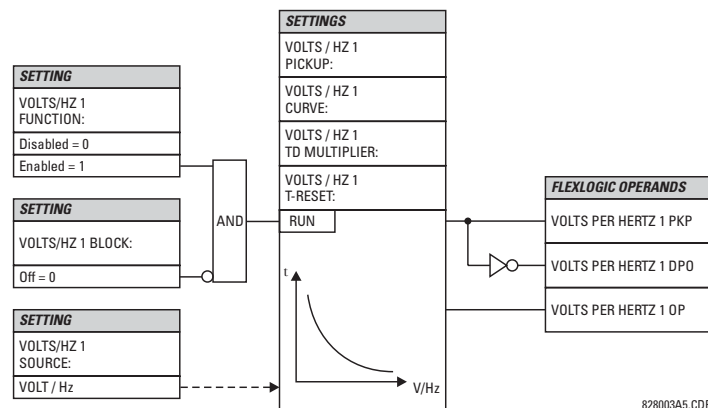 SETTING
VOLTS/HZ 1
FUNCTION:
Disabled = 0
Enabled = 1
SETTING
VOLTS/HZ 1 BLOCK:
Off = 0
SETTING
VOLTS/HZ 1
SOURCE:
VOLT / Hz
AND
SETTINGS
VOLTS / HZ 1
PICKUP:
VOLTS / HZ 1
CURVE:
VOLTS / HZ 1
TD MULTIPLIER:
VOLTS / HZ 1
T-RESET:
RUN
t
V/Hz
FLEXLOGIC OPERANDS
VOLTS PER HERTZ 1 PKP
VOLTS PER HERTZ 1 DPO
VOLTS PER HERTZ 1 OP
828003A5.CDR